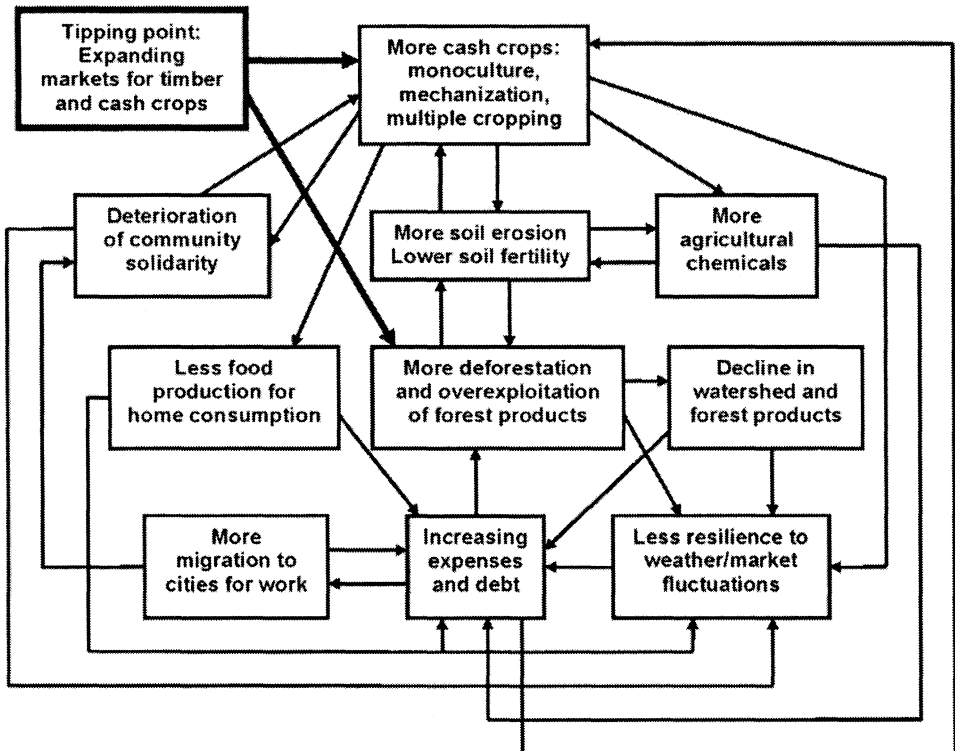 Tipping point:
Expanding
markets for timber
and cash crops
More cash crops:
monoculture,
mechanization,
multiple cropping
Deterioration
of community
solidarity
More soil erosion
Lower soil fertility
More
agricultural
chemicals
Less food
production for
home consumption
More deforestation
and overexploitation
of forest products
Decline in
watershed and
forest products
More
migration to
cities for work
Increasing
expenses
and debt
Less resilience to
weather/market
fluctuations